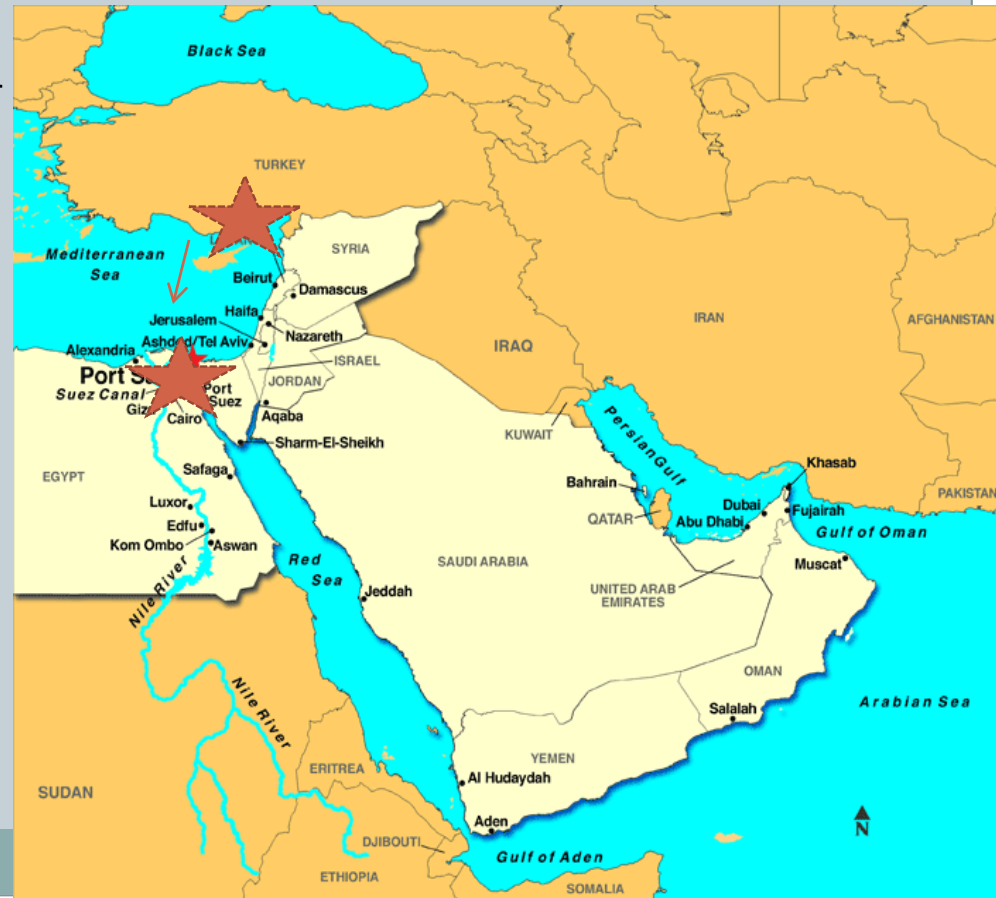 Black Sea
TURKEY
Mediterranean
Sea
SYRIA
Beirut
Damascus
Haifa
Jerusalem
Nazareth
Ashdod/Tel Aviv
Alexandria
ISRAEL
IRAQ
IRAN
AFGHANISTAN
Port
Suez Canal
Port
Suez
JORDAN
Cairo
Aqaba
Sharm-El-Sheikh
KUWAIT
Persian Gulf
EGYPT
Safaga
Bahrain
Khasab
PAKISTAN
Luxor
QATAR
Dubai
Abu Dhabi
Fujairah
Edfu
Kom Ombo
Aswan
Gulf of Oman
Muscat
Red
Sea
SAUDI ARABIA
UNITED ARAB
EMIRATES
Nile River
Jeddah
OMAN
Salalah
Arabian Sea
Nile River
YEMEN
ERITREA
Al Hudaydah
SUDAN
Aden
N
DJIBOUTI
Gulf of Aden
ETHIOPIA
SOMALIA